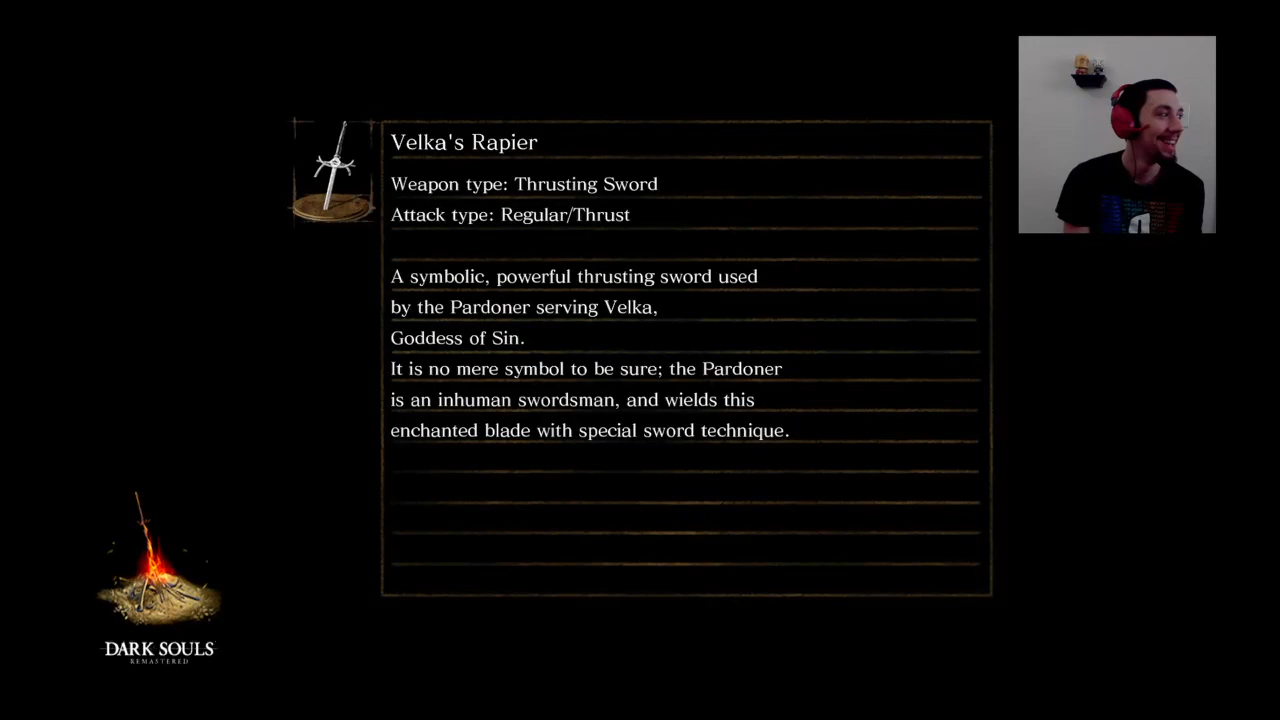 Velka's Rapier
Weapon type: Thrusting Sword
Attack type: Regular/Thrust
A symbolic, powerful thrusting sword used
by the Pardoner serving Velka,
Goddess of Sin.
It is no mere symbol to be sure; the Pardoner
is an inhuman swordsman, and wields this
enchanted blade with special sword technique.
DARK SOULS
REMASTERED